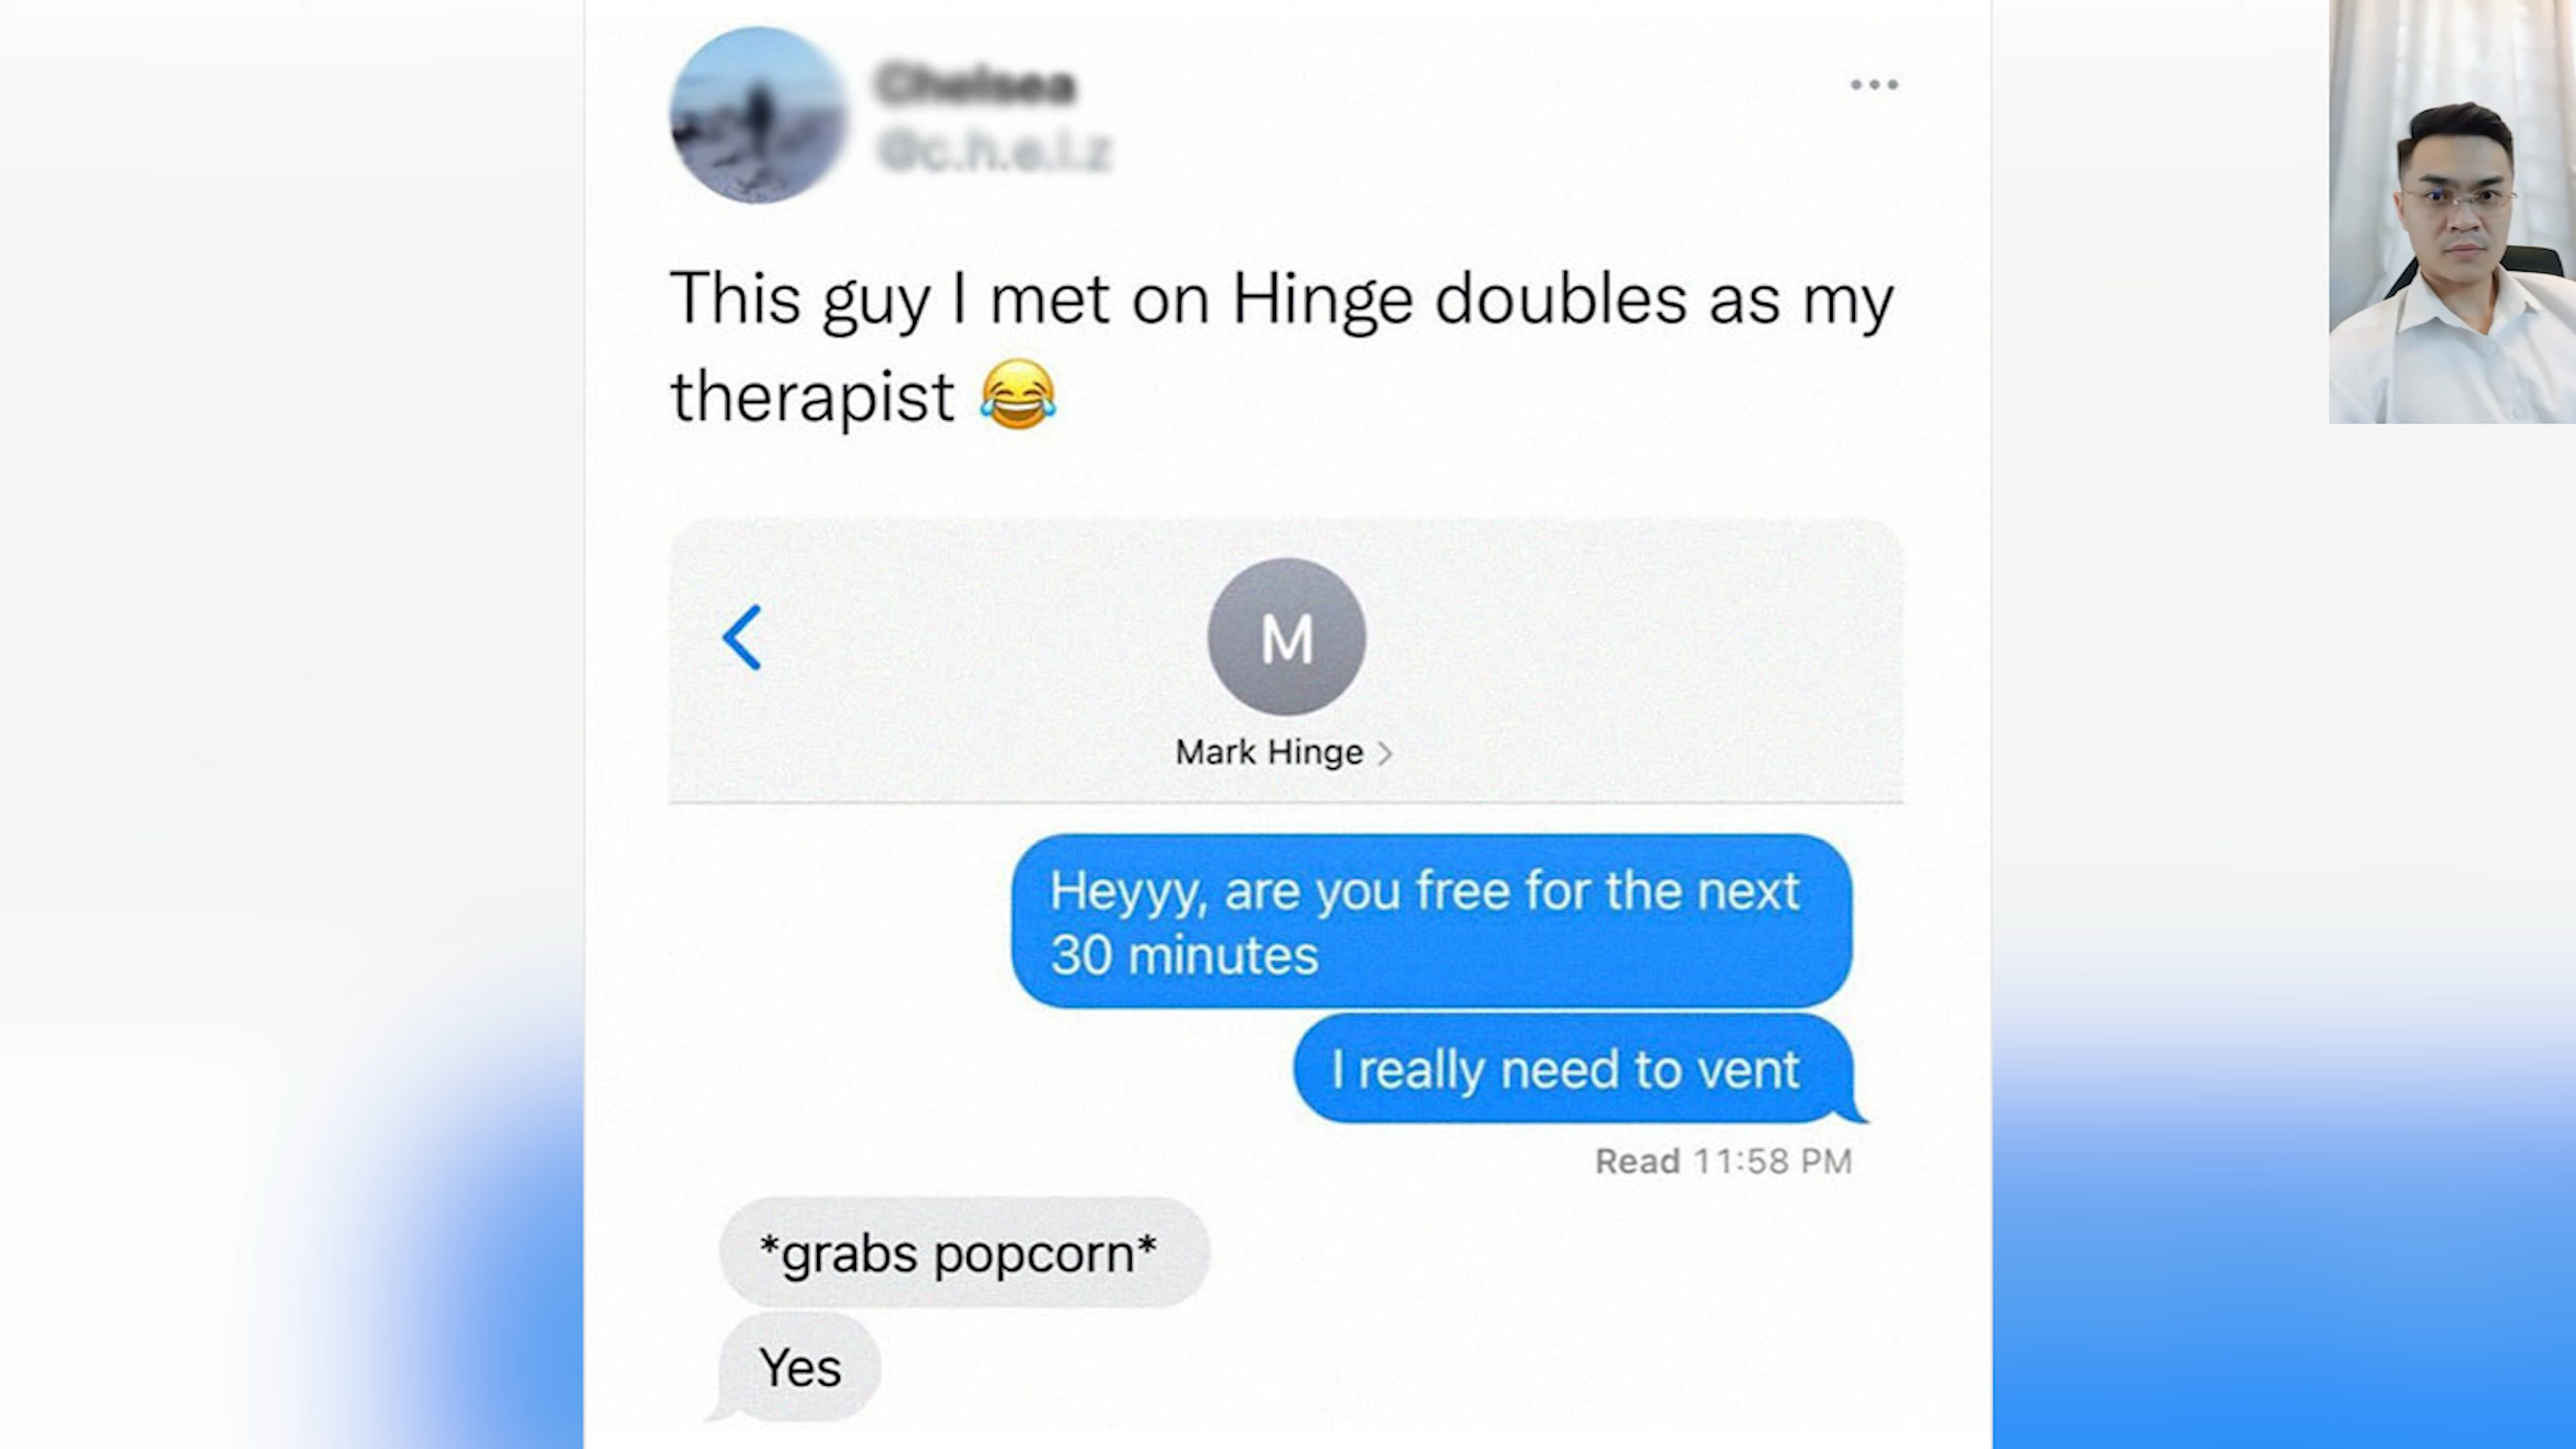 Chelsea
@c.h.e.l.z
This guy I met on Hinge doubles as my
therapist 😂
M
Mark Hinge
Heyyy, are you free for the next
30 minutes
I really need to vent
Read 11:58 PM
*grabs popcorn*
Yes